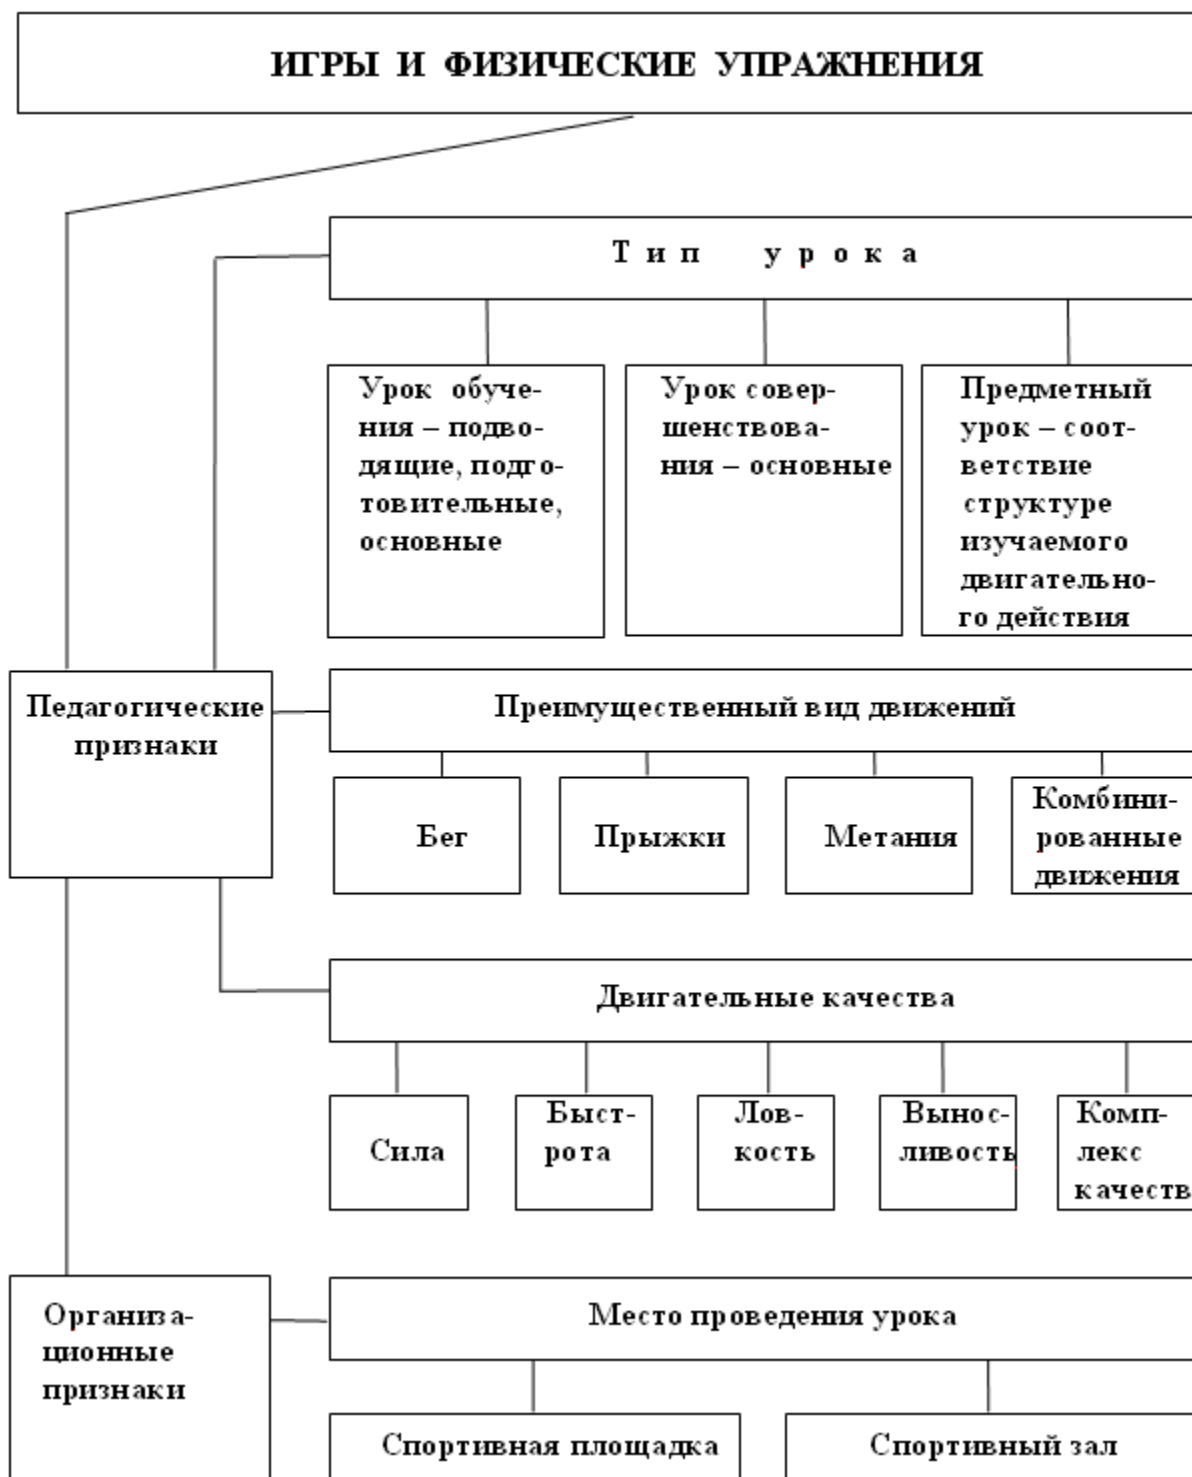 ИГРЫ И ФИЗИЧЕСКИЕ УПРАЖНЕНИЯ
Тип урока
Урок обуче-
ния – подво-
дящие, подго-
товительные,
основные
Урок совер-
шенствова-
ния – основные
Предметный
урок – соот-
ветствие
структуре
изучаемого
двигательно-
го действия
Педагогические
признаки
Преимущественный вид движений
Бег
Прыжки
Метания
Комбини-
рованные
движения
Двигательные качества
Сила
Быст-
рота
Лов-
кость
Вынос-
ливость
Комп-
лекс
качеств
Организа-
ционные
признаки
Место проведения урока
Спортивная площадка
Спортивный зал